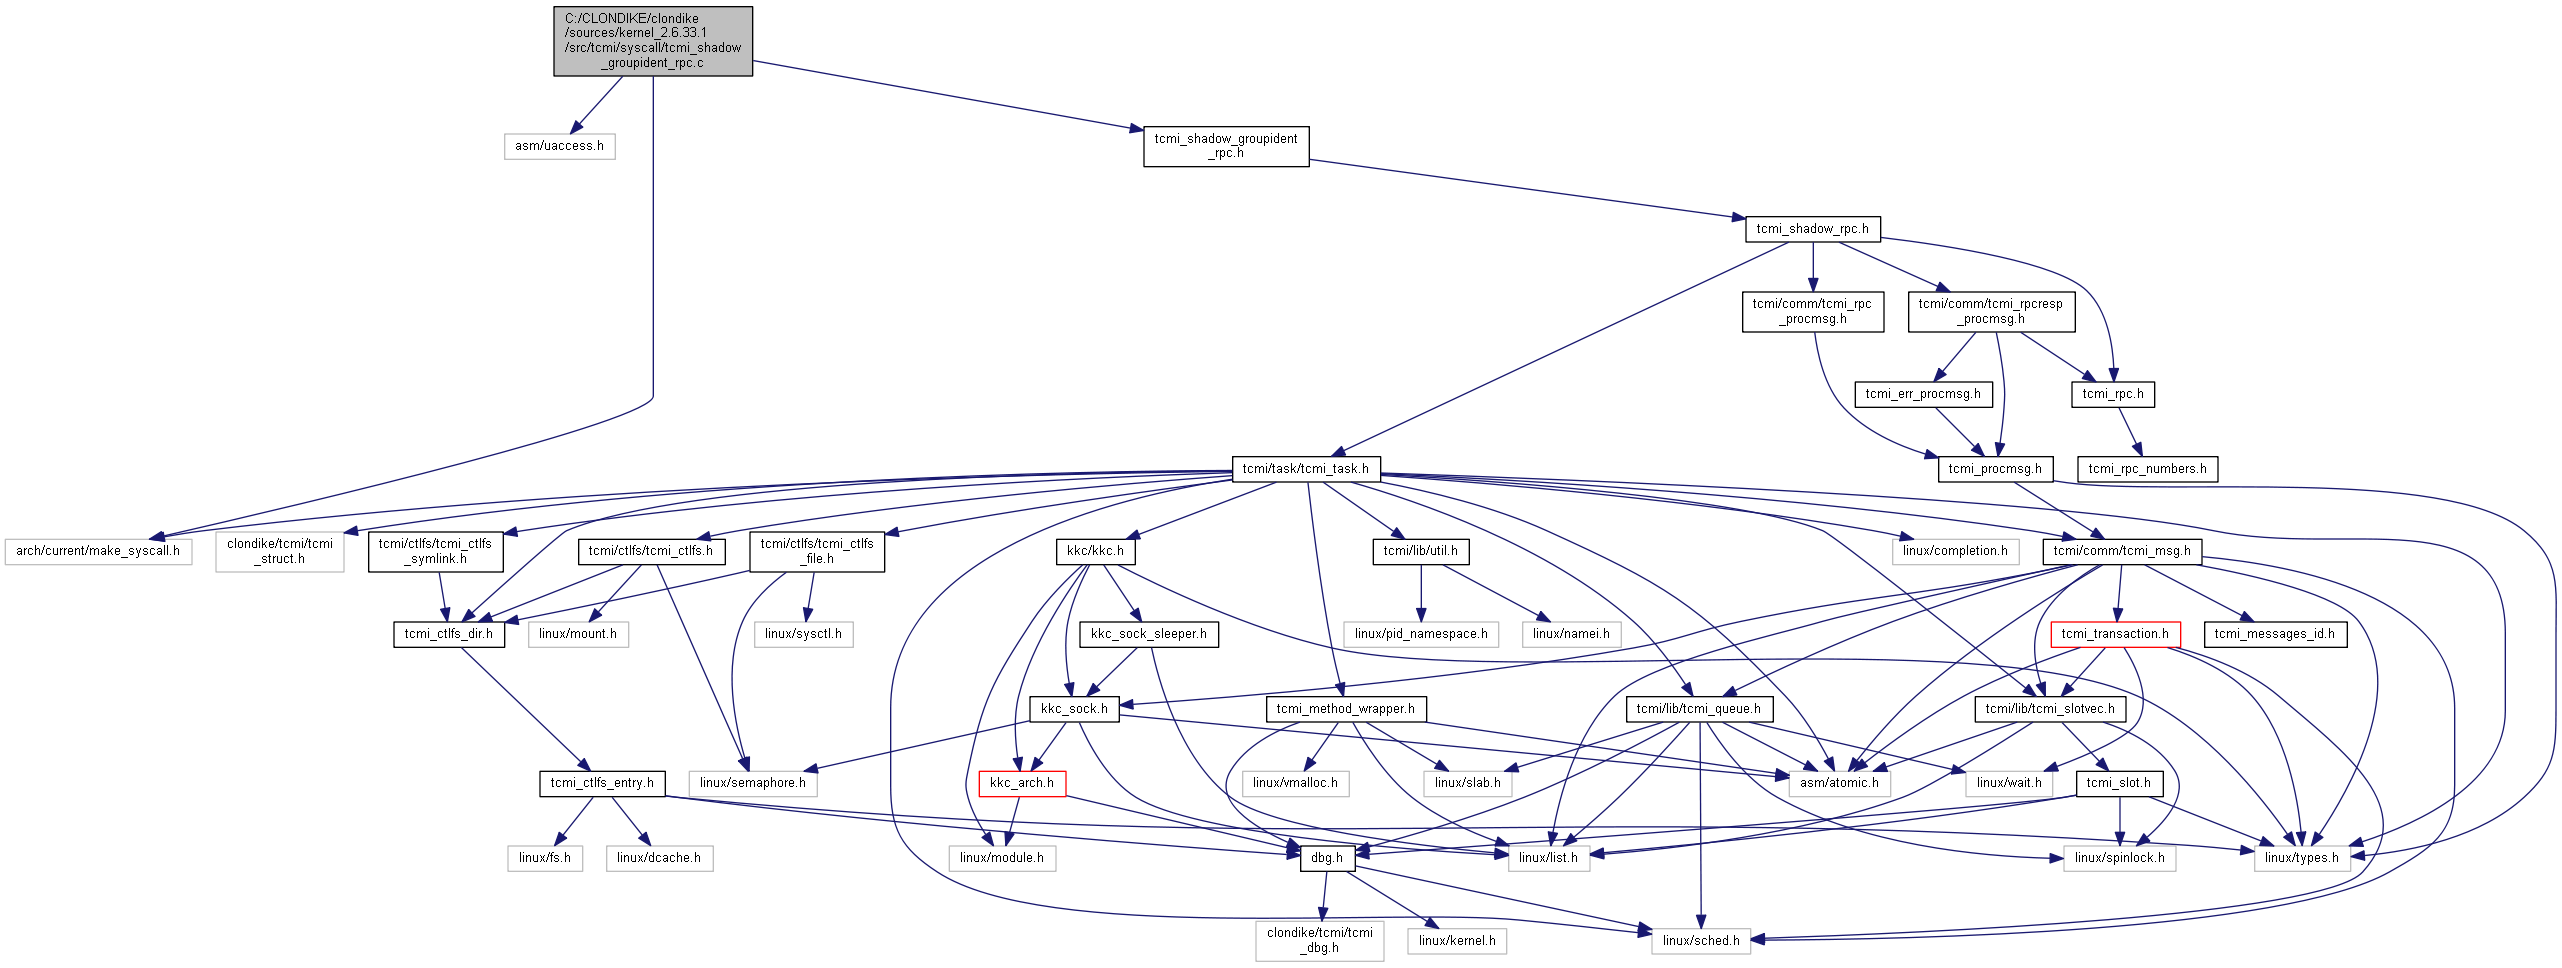 C:/CLONDIKE/clondike
/sources/kernel_2.6.33.1
/src/tcmi/syscall/tcmi_shadow
_groupident_rpc.c
asm/uaccess.h
tcmi_shadow_groupident
_rpc.h
tcmi_shadow_rpc.h
tcmi/comm/tcmi_rpc
_procmsg.h
tcmi/comm/tcmi_rpcresp
_procmsg.h
tcmi_err_procmsg.h
tcmi_rpc.h
tcmi/task/tcmi_task.h
tcmi_procmsg.h
tcmi_rpc_numbers.h
arch/current/make_syscall.h
clondike/tcmi/tcmi
_struct.h
tcmi/ctlfs/tcmi_ctlfs
_symlink.h
tcmi/ctlfs/tcmi_ctlfs.h
tcmi/ctlfs/tcmi_ctlfs
_file.h
kkc/kkc.h
tcmi/lib/util.h
linux/completion.h
tcmi/comm/tcmi_msg.h
tcmi_ctlfs_dir.h
linux/mount.h
linux/sysctl.h
kkc_sock_sleeper.h
linux/pid_namespace.h
linux/namei.h
tcmi_transaction.h
tcmi_messages_id.h
kkc_sock.h
tcmi_method_wrapper.h
tcmi/lib/tcmi_queue.h
tcmi/lib/tcmi_slotvec.h
tcmi_ctlfs_entry.h
linux/semaphore.h
kkc_arch.h
linux/vmalloc.h
linux/slab.h
asm/atomic.h
linux/wait.h
tcmi_slot.h
linux/fs.h
linux/dcache.h
linux/module.h
dbg.h
linux/list.h
linux/spinlock.h
linux/types.h
clondike/tcmi/tcmi
_dbg.h
linux/kernel.h
linux/sched.h